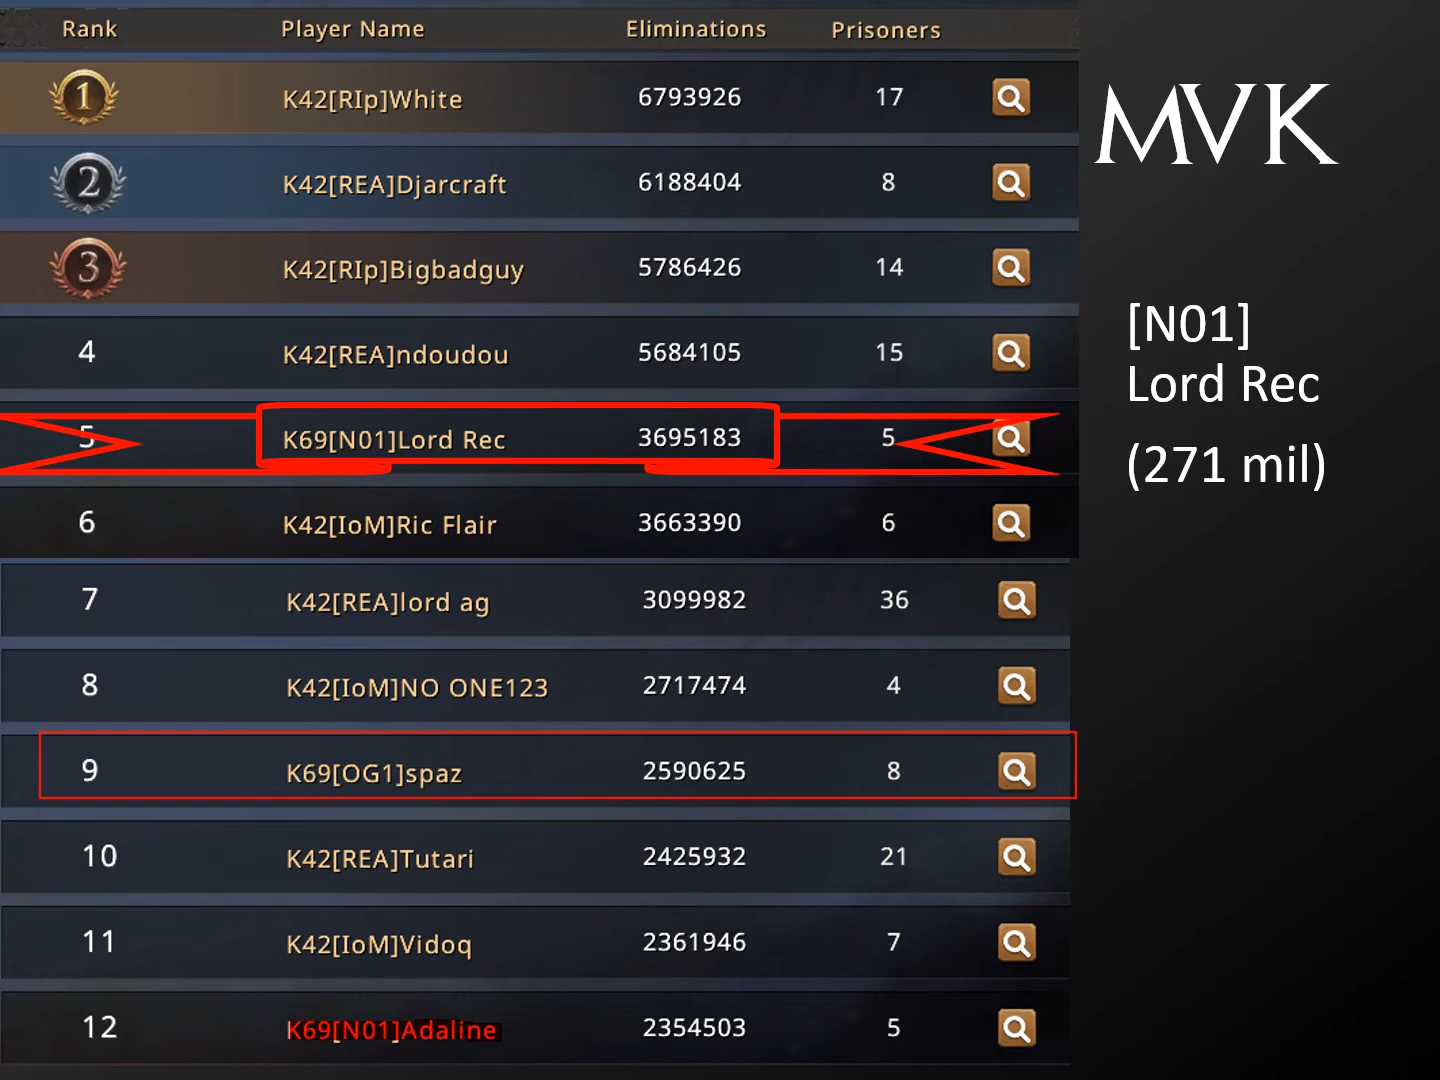 Rank Player Name Eliminations Prisoners
1 K42[RIp]White 6793926 17
2 K42[REA]Djarcraft 6188404 8
3 K42[RIp]Bigbadguy 5786426 14
4 K42[REA]ndoudou 5684105 15
5 K69[N01]Lord Rec 3695183 5
6 K42[IoM]Ric Flair 3663390 6
7 K42[REA]lord ag 3099982 36
8 K42[IoM]NO ONE123 2717474 4
9 K69[OG1]spaz 2590625 8
10 K42[REA]Tutari 2425932 21
11 K42[IoM]Vidoq 2361946 7
12 K69[N01]Adaline 2354503 5
MVK
[N01]
Lord Rec
(271 mil)